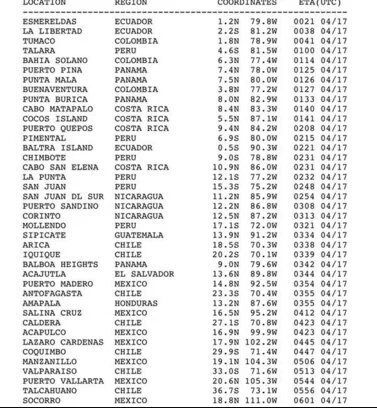 LOCATION REGION COORDINATES ETA(UTC)
ESMERELDAS ECUADOR 1.2N 79.8W 0021 04/17
LA LIBERTAD ECUADOR 2.2S 81.2W 0038 04/17
TUMACO COLOMBIA 1.8N 78.9W 0041 04/17
TALARA PERU 4.6S 81.5W 0100 04/17
BAHIA SOLANO COLOMBIA 6.3N 77.4W 0114 04/17
PUERTO PINA PANAMA 7.4N 78.0W 0125 04/17
PUNTA MALA PANAMA 7.5N 80.0W 0126 04/17
BUENAVENTURA COLOMBIA 3.8N 77.2W 0127 04/17
PUNTA BURICA PANAMA 8.0N 82.9W 0133 04/17
CABO MATAPALO COSTA RICA 8.4N 83.3W 0140 04/17
COCOS ISLAND COSTA RICA 5.5N 87.1W 0141 04/17
PUERTO QUEPOS COSTA RICA 9.4N 84.2W 0208 04/17
PIMENTAL PERU 6.9S 80.0W 0215 04/17
BALTRA ISLAND ECUADOR 0.5S 90.3W 0221 04/17
CHIMBOTE PERU 9.0S 78.8W 0231 04/17
CABO SAN ELENA COSTA RICA 10.9N 86.0W 0231 04/17
LA PUNTA PERU 12.1S 77.2W 0232 04/17
SAN JUAN PERU 15.3S 75.2W 0248 04/17
SAN JUAN DL SUR NICARAGUA 11.2N 85.9W 0254 04/17
PUERTO SANDINO NICARAGUA 12.2N 86.8W 0308 04/17
CORINTO NICARAGUA 12.5N 87.2W 0313 04/17
MOLLENDO PERU 17.1S 72.0W 0321 04/17
SIPICATE GUATEMALA 13.9N 91.2W 0334 04/17
ARICA CHILE 18.5S 70.3W 0338 04/17
IQUIQUE CHILE 20.2S 70.1W 0339 04/17
BALBOA HEIGHTS PANAMA 9.0N 79.6W 0342 04/17
ACAJUTLA EL SALVADOR 13.6N 89.8W 0344 04/17
PUERTO MADERO MEXICO 14.8N 92.5W 0354 04/17
ANTOFAGASTA CHILE 23.3S 70.4W 0355 04/17
AMAPALA HONDURAS 13.2N 87.6W 0355 04/17
SALINA CRUZ MEXICO 16.5N 95.2W 0412 04/17
CALDERA CHILE 27.1S 70.8W 0423 04/17
ACAPULCO MEXICO 16.9N 99.9W 0423 04/17
LAZARO CARDENAS MEXICO 17.9N 102.2W 0445 04/17
COQUIMBO CHILE 29.9S 71.4W 0447 04/17
MANZANILLO MEXICO 19.1N 104.3W 0506 04/17
VALPARAISO CHILE 33.0S 71.6W 0513 04/17
PUERTO VALLARTA MEXICO 20.6N 105.3W 0544 04/17
TALCAHUANO CHILE 36.7S 73.1W 0556 04/17
SOCORRO MEXICO 18.8N 111.0W 0601 04/17